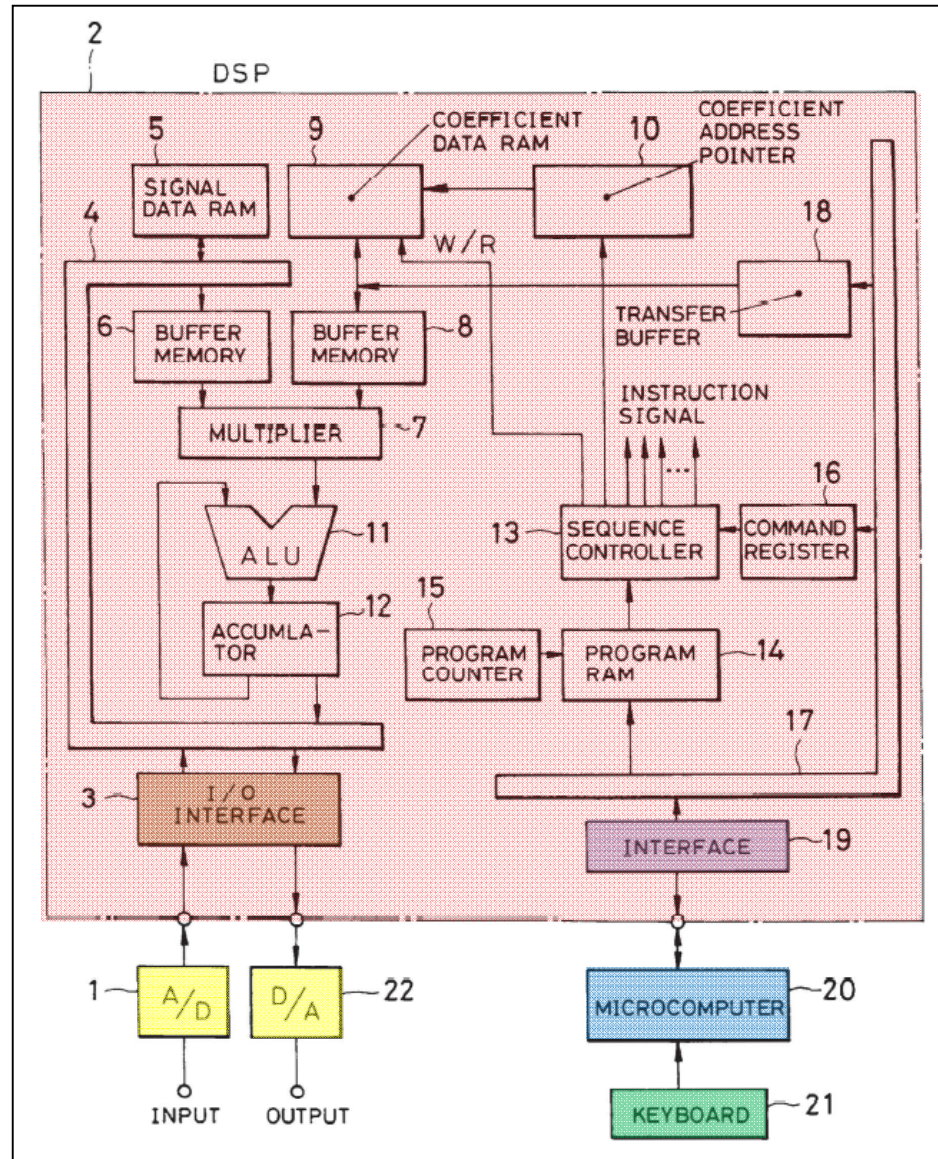 2
DSP
9
COEFFICIENT
DATA RAM
10
COEFFICIENT
ADDRESS
POINTER
5
SIGNAL
DATA RAM
4
W/R
18
TRANSFER
BUFFER
6
BUFFER
MEMORY
BUFFER
MEMORY
8
INSTRUCTION
SIGNAL
MULTIPLIER
7
...
16
ALU
11
13
SEQUENCE
CONTROLLER
COMMAND
REGISTER
12
ACCUMLA-
TOR
15
PROGRAM
COUNTER
PROGRAM
RAM
14
17
3
I/O
INTERFACE
INTERFACE
19
1
A/D
D/A
22
MICROCOMPUTER
20
INPUT
OUTPUT
KEYBOARD
21